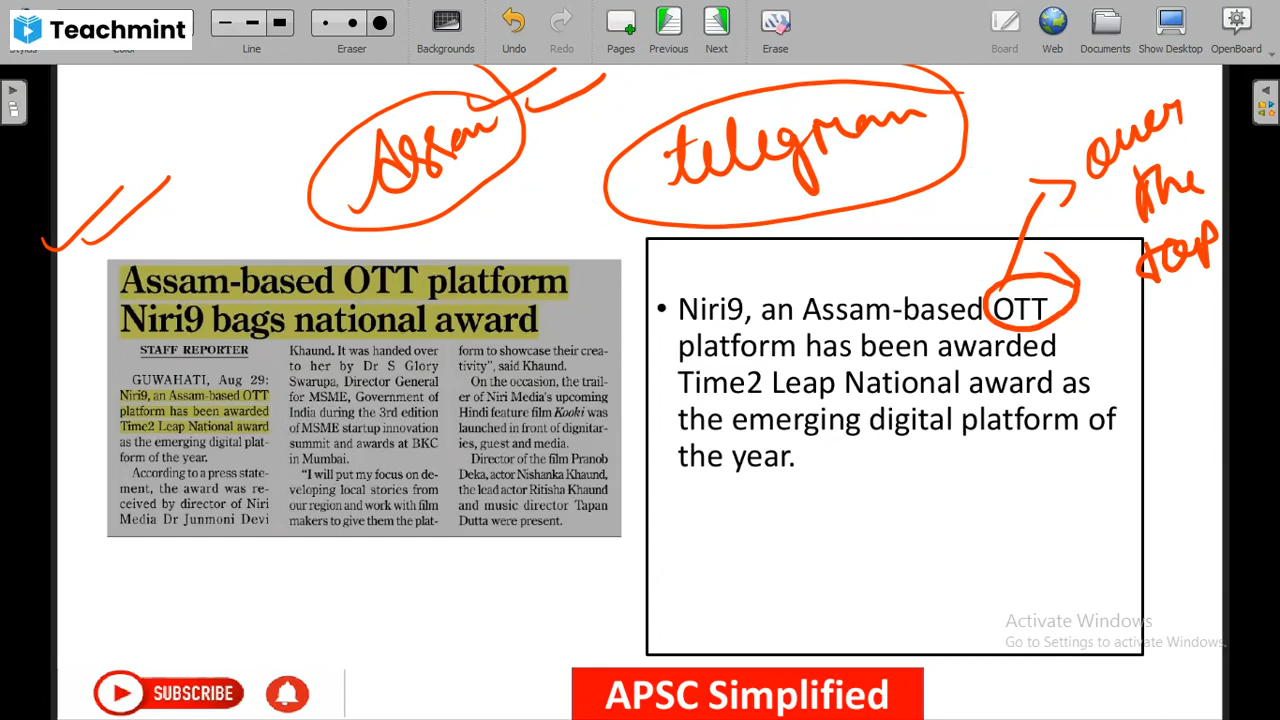 Teachmint
Styles
Color
Line
Eraser
Backgrounds
Undo
Redo
Pages
Previous
Next
Erase
Board
Web
Documents
Show Desktop
OpenBoard
Assam
telegram
over
the
top
Assam-based OTT platform
Niri9 bags national award
STAFF REPORTER
GUWAHATI, Aug 29:
Niri9, an Assam-based OTT
platform has been awarded
Time2 Leap National award
as the emerging digital plat-
form of the year.
According to a press state-
ment, the award was re-
ceived by director of Niri
Media Dr Junmoni Devi
Khaund. It was handed over
to her by Dr S Glory
Swarupa, Director General
for MSME, Government of
India during the 3rd edition
of MSME startup innovation
summit and awards at BKC
in Mumbai.
"I will put my focus on de-
veloping local stories from
our region and work with film
makers to give them the plat-
form to showcase their crea-
tivity", said Khaund.
On the occasion, the trail-
er of Niri Media's upcoming
Hindi feature film Kooki was
launched in front of dignitar-
ies, guest and media.
Director of the film Pranob
Deka, actor Nishanka Khaund,
the lead actor Ritisha Khaund
and music director Tapan
Dutta were present.
• Niri9, an Assam-based OTT
platform has been awarded
Time2 Leap National award as
the emerging digital platform of
the year.
Activate Windows
Go to Settings to activate Windows.
SUBSCRIBE
APSC Simplified